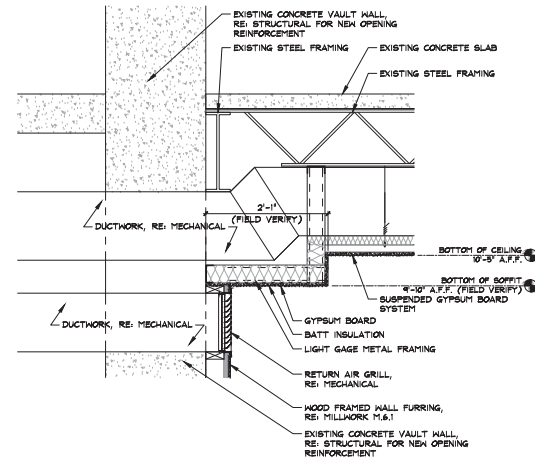 EXISTING CONCRETE VAULT WALL,
RE: STRUCTURAL FOR NEW OPENING
REINFORCEMENT
EXISTING STEEL FRAMING
EXISTING CONCRETE SLAB
EXISTING STEEL FRAMING
2'-1"
(FIELD VERIFY)
DUCTWORK, RE: MECHANICAL
BOTTOM OF CEILING
10'-5" A.F.F.
BOTTOM OF SOFFIT
9'-10" A.F.F. (FIELD VERIFY)
SUSPENDED GYPSUM BOARD
SYSTEM
GYPSUM BOARD
BATT INSULATION
LIGHT GAGE METAL FRAMING
DUCTWORK, RE: MECHANICAL
RETURN AIR GRILL,
RE: MECHANICAL
WOOD FRAMED WALL FURRING,
RE: MILLWORK M.6.1
EXISTING CONCRETE VAULT WALL,
RE: STRUCTURAL FOR NEW OPENING
REINFORCEMENT